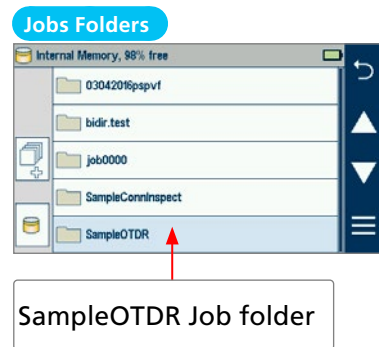 Jobs Folders
Internal Memory, 98% free
03042016pspvf
bidir.test
job0000
SampleConnInspect
SampleOTDR
SampleOTDR Job folder